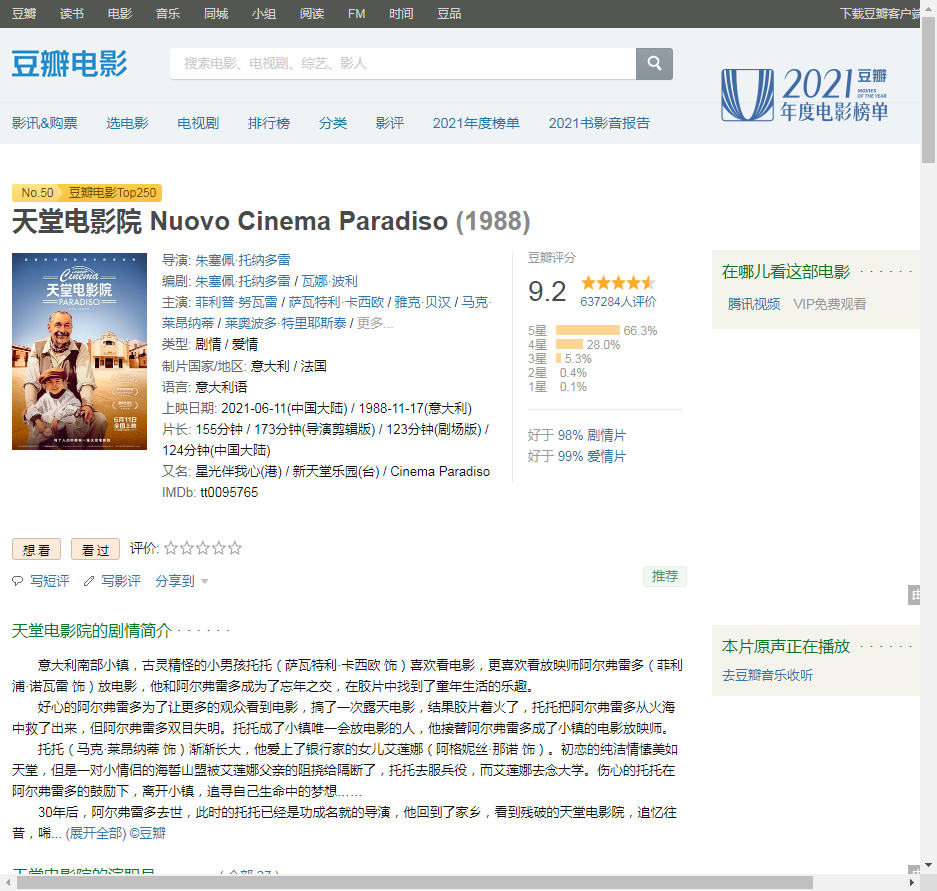 豆瓣 读书 电影 音乐 同城 小组 阅读 FM 时间 豆品 下载豆瓣客户端
豆瓣电影
搜索电影、电视剧、综艺、影人
2021 豆瓣
MOVIES OF THE YEAR
年度电影榜单
影讯&购票 选电影 电视剧 排行榜 分类 影评 2021年度榜单 2021书影音报告
No.50 豆瓣电影Top250
天堂电影院 Nuovo Cinema Paradiso (1988)
Cinema
天堂电影院
PARADISO
6月11日
全国上映
导演: 朱塞佩·托纳多雷
编剧: 朱塞佩·托纳多雷 / 瓦娜·波利
主演: 菲利普·努瓦雷 / 萨瓦特利·卡西欧 / 雅克·贝汉 / 马克·
莱昂纳蒂 / 莱奥波多·特里耶斯泰 / 更多...
类型: 剧情 / 爱情
制片国家/地区: 意大利 / 法国
语言: 意大利语
上映日期: 2021-06-11(中国大陆) / 1988-11-17(意大利)
片长: 155分钟 / 173分钟(导演剪辑版) / 123分钟(剧场版) /
124分钟(中国大陆)
又名: 星光伴我心(港) / 新天堂乐园(台) / Cinema Paradiso
IMDb: tt0095765
豆瓣评分
9.2
637284人评价
5星 66.3%
4星 28.0%
3星 5.3%
2星 0.4%
1星 0.1%
好于 98% 剧情片
好于 99% 爱情片
在哪儿看这部电影 · · · · · ·
腾讯视频 VIP免费观看
想看 看过 评价:
写短评 写影评 分享到 推荐
天堂电影院的剧情简介 · · · · · ·
意大利南部小镇，古灵精怪的小男孩托托（萨瓦特利·卡西欧 饰）喜欢看电影，更喜欢看放映师阿尔弗雷多（菲利
浦·诺瓦雷 饰）放电影，他和阿尔弗雷多成为了忘年之交，在胶片中找到了童年生活的乐趣。
好心的阿尔弗雷多为了让更多的观众看到电影，搞了一次露天电影，结果胶片着火了，托托把阿尔弗雷多从火海
中救了出来，但阿尔弗雷多双目失明。托托成了小镇唯一会放电影的人，他接替阿尔弗雷多成了小镇的电影放映师。
托托（马克·莱昂纳蒂 饰）渐渐长大，他爱上了银行家的女儿艾莲娜（阿格妮丝·那诺 饰）。初恋的纯洁情愫美如
天堂，但是一对小情侣的海誓山盟被艾莲娜父亲的阻挠给隔断了，托托去服兵役，而艾莲娜去念大学。伤心的托托在
阿尔弗雷多的鼓励下，离开小镇，追寻自己生命中的梦想……
30年后，阿尔弗雷多去世，此时的托托已经是功成名就的导演，他回到了家乡，看到残破的天堂电影院，追忆往
昔，唏... (展开全部) ©豆瓣
本片原声正在播放 · · · · · ·
去豆瓣音乐收听
天堂电影院的演职员 · · · · · · ( 全部 27 )